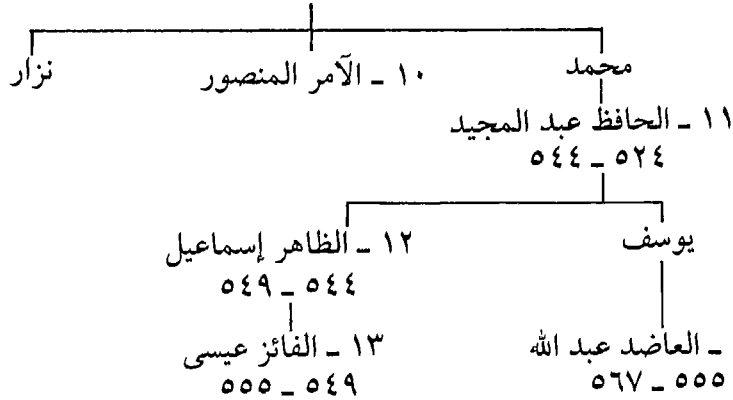 محمد نزار
١٠ ـ الآمر المنصور
١١ ـ الحافظ عبد المجيد
٥٢٤ ـ ٥٤٤
يوسف ١٢ ـ الظاهر إسماعيل
٥٤٤ ـ ٥٤٩
ـ العاضد عبد الله ١٣ ـ الفائز عيسى
٥٥٥ ـ ٥٦٧ ٥٤٩ ـ ٥٥٥